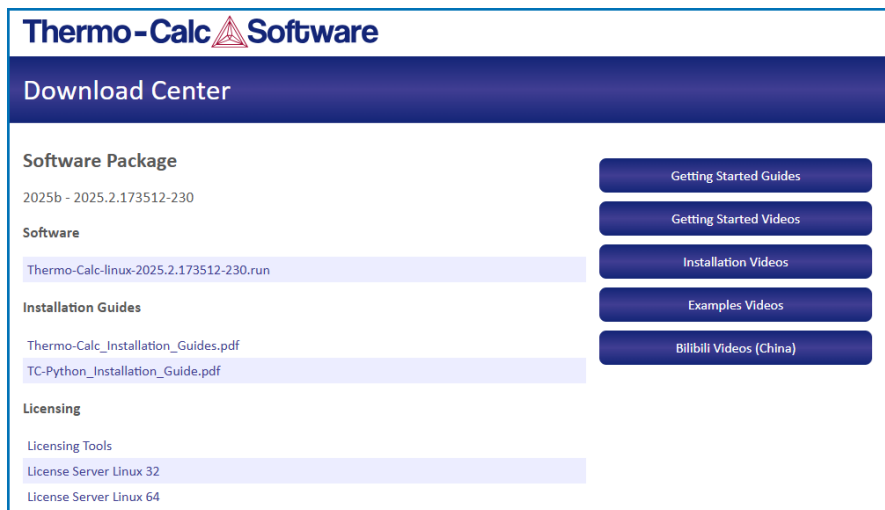 Thermo-Calc Software
Download Center
Software Package
2025b - 2025.2.173512-230
Software
Thermo-Calc-linux-2025.2.173512-230.run
Installation Guides
Thermo-Calc_Installation_Guides.pdf
TC-Python_Installation_Guide.pdf
Licensing
Licensing Tools
License Server Linux 32
License Server Linux 64
Getting Started Guides
Getting Started Videos
Installation Videos
Examples Videos
Bilibili Videos (China)